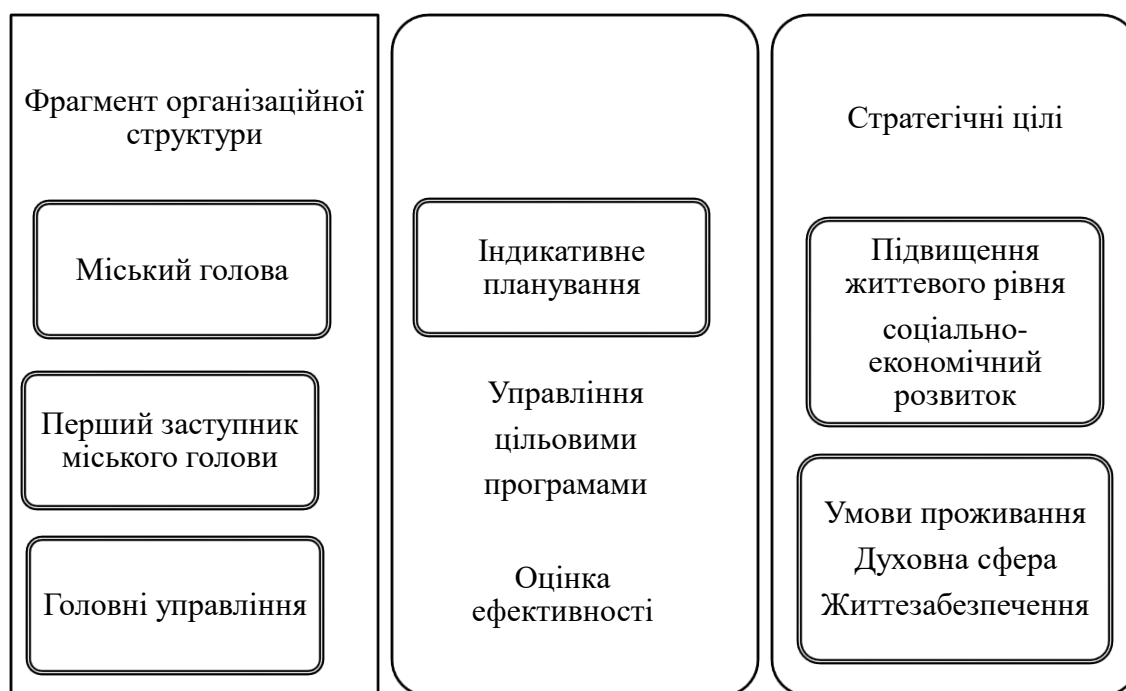 Фрагмент організаційної
структури
Міський голова
Перший заступник
міського голови
Головні управління
Індикативне
планування
Управління
цільовими
програмами
Оцінка
ефективності
Стратегічні цілі
Підвищення
життевого рівня
соціально-
економічний
розвиток
Умови проживання
Духовна сфера
Життезабезпечення